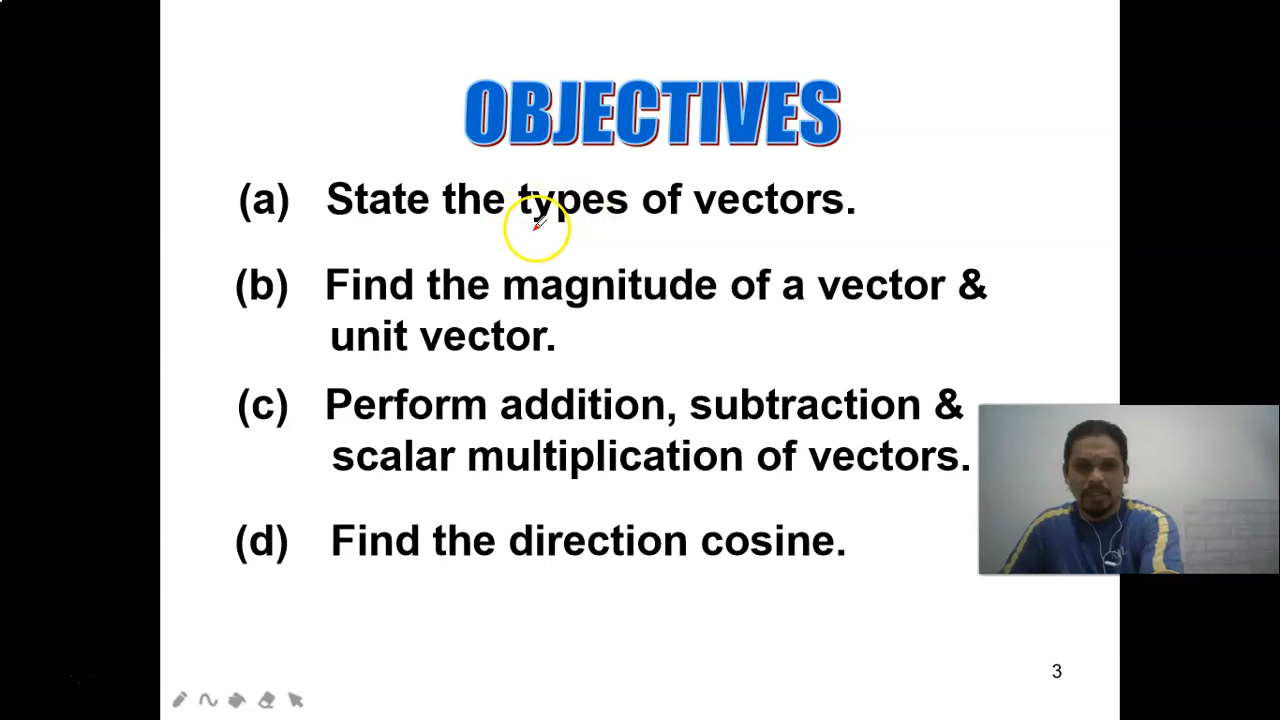 OBJECTIVES
(a) State the types of vectors.
(b) Find the magnitude of a vector &
unit vector.
(c) Perform addition, subtraction &
scalar multiplication of vectors.
(d) Find the direction cosine.
3